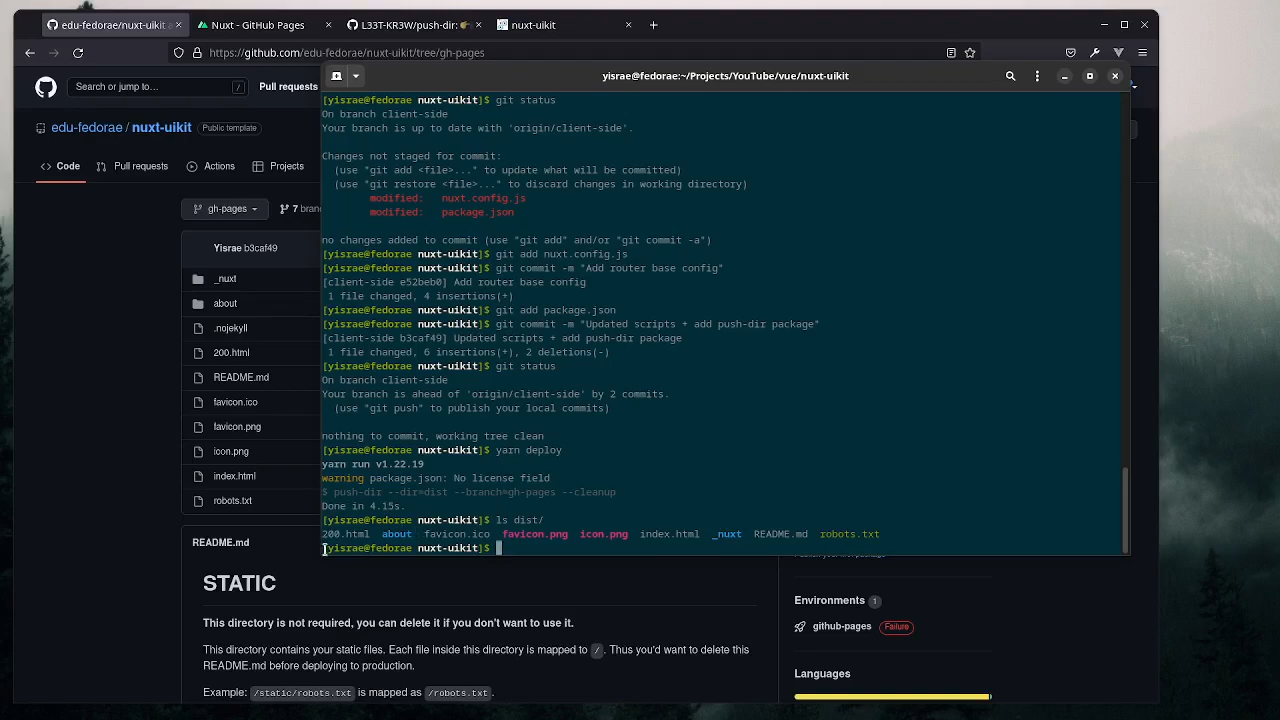 edu-fedorae/nuxt-uikit
Nuxt - GitHub Pages
L33T-KR3W/push-dir:
nuxt-uikit
https://github.com/edu-fedorae/nuxt-uikit/tree/gh-pages
Search or jump to...
/
Pull requests
edu-fedorae / nuxt-uikit
Public template
Code
Pull requests
Actions
Projects
gh-pages
7
Yisrae b3caf49
_nuxt
about
.nojekyll
200.html
README.md
favicon.ico
favicon.png
icon.png
index.html
robots.txt
yisrae@fedorae:~/Projects/YouTube/vue/nuxt-uikit
[yisrae@fedorae nuxt-uikit]$ git status
On branch client-side
Your branch is up to date with 'origin/client-side'.
Changes not staged for commit:
(use "git add <file>..." to update what will be committed)
(use "git restore <file>..." to discard changes in working directory)
modified: nuxt.config.js
modified: package.json
no changes added to commit (use "git add" and/or "git commit -a")
[yisrae@fedorae nuxt-uikit]$ git add nuxt.config.js
[yisrae@fedorae nuxt-uikit]$ git commit -m "Add router base config"
[client-side e52beb0] Add router base config
1 file changed, 4 insertions(+)
[yisrae@fedorae nuxt-uikit]$ git add package.json
[yisrae@fedorae nuxt-uikit]$ git commit -m "Updated scripts + add push-dir package"
[client-side b3caf49] Updated scripts + add push-dir package
1 file changed, 6 insertions(+), 2 deletions(-)
[yisrae@fedorae nuxt-uikit]$ git status
On branch client-side
Your branch is ahead of 'origin/client-side' by 2 commits.
(use "git push" to publish your local commits)
nothing to commit, working tree clean
[yisrae@fedorae nuxt-uikit]$ yarn deploy
yarn run v1.22.19
warning package.json: No license field
$ push-dir --dir=dist --branch=gh-pages --cleanup
Done in 4.15s.
[yisrae@fedorae nuxt-uikit]$ ls dist/
200.html about favicon.ico favicon.png icon.png index.html _nuxt README.md robots.txt
[yisrae@fedorae nuxt-uikit]$
README.md
STATIC
This directory is not required, you can delete it if you don't want to use it.
This directory contains your static files. Each file inside this directory is mapped to /. Thus you'd want to delete this
README.md before deploying to production.
Example: /static/robots.txt is mapped as /robots.txt.
Environments 1
github-pages Failure
Languages